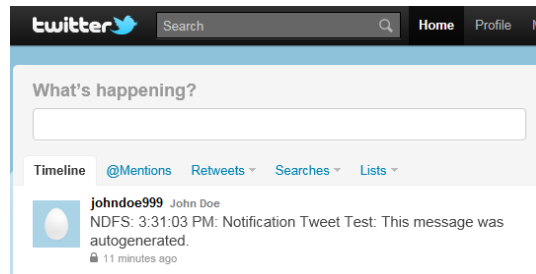 twitter Search Home Profile
What's happening?
Timeline @Mentions Retweets Searches Lists
johndoe999 John Doe
NDFS: 3:31:03 PM: Notification Tweet Test: This message was
autogenerated.
11 minutes ago